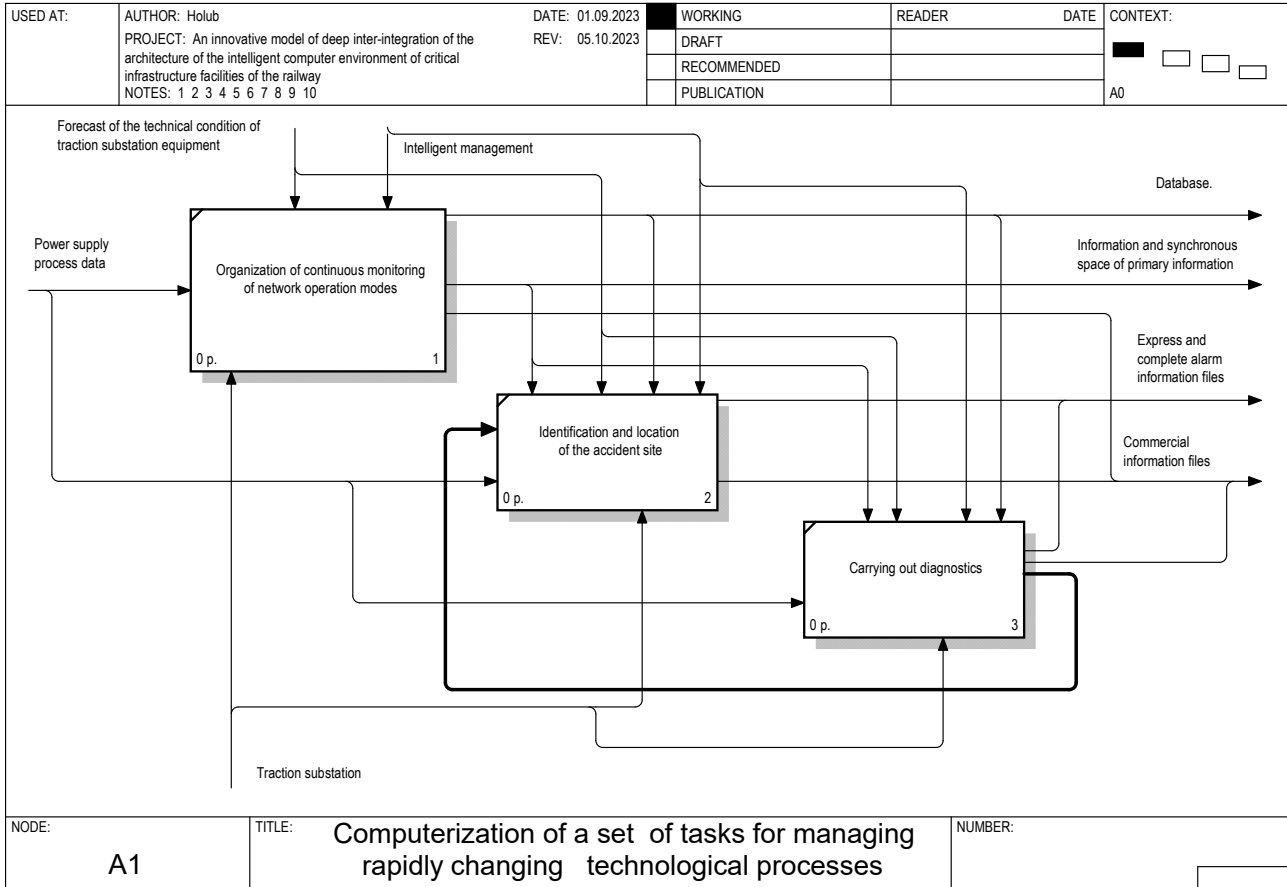 USED AT:
AUTHOR: Holub
DATE: 01.09.2023
PROJECT: An innovative model of deep inter-integration of the
architecture of the intelligent computer environment of critical
infrastructure facilities of the railway
REV: 05.10.2023
NOTES: 1 2 3 4 5 6 7 8 9 10
WORKING
DRAFT
RECOMMENDED
PUBLICATION
READER DATE
CONTEXT:
A0
Forecast of the technical condition of
traction substation equipment
Intelligent management
Database.
Power supply
process data
Information and synchronous
space of primary information
Organization of continuous monitoring
of network operation modes
0 p. 1
Express and
complete alarm
information files
Identification and location
of the accident site
0 p. 2
Commercial
information files
Carrying out diagnostics
0 p. 3
Traction substation
NODE:
A1
TITLE:
Computerization of a set of tasks for managing
rapidly changing technological processes
NUMBER: